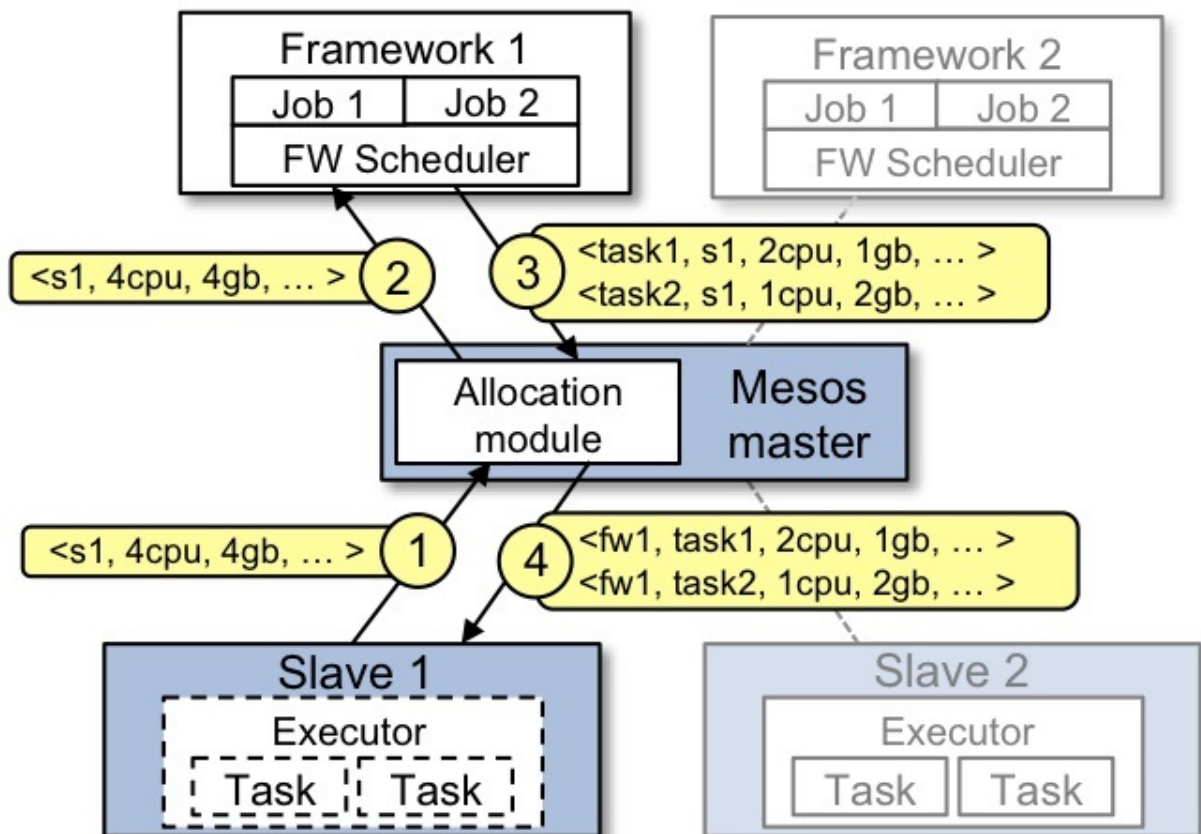 Framework 1
Job 1 Job 2
FW Scheduler
Framework 2
Job 1 Job 2
FW Scheduler
<s1, 4cpu, 4gb, … >
2
3
<task1, s1, 2cpu, 1gb, … >
<task2, s1, 1cpu, 2gb, … >
Allocation
module
Mesos
master
<s1, 4cpu, 4gb, … >
1
4
<fw1, task1, 2cpu, 1gb, … >
<fw1, task2, 1cpu, 2gb, … >
Slave 1
Executor
Task Task
Slave 2
Executor
Task Task